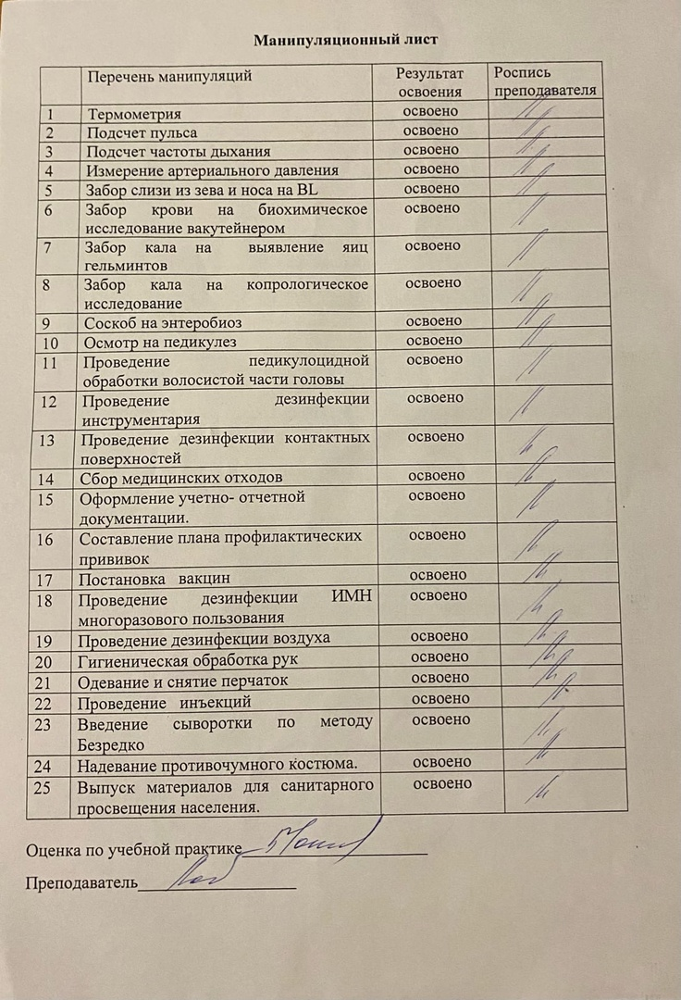 Манипуляционный лист
Перечень манипуляций Результат освоения Роспись преподавателя
1 Термометрия освоено
2 Подсчет пульса освоено
3 Подсчет частоты дыхания освоено
4 Измерение артериального давления освоено
5 Забор слизи из зева и носа на BL освоено
6 Забор крови на биохимическое освоено
исследование вакутейнером
7 Забор кала на выявление яиц освоено
гельминтов
8 Забор кала на копрологическое освоено
исследование
9 Соскоб на энтеробиоз освоено
10 Осмотр на педикулез освоено
11 Проведение педикулоцидной освоено
обработки волосистой части головы
12 Проведение дезинфекции освоено
инструментария
13 Проведение дезинфекции контактных освоено
поверхностей
14 Сбор медицинских отходов освоено
15 Оформление учетно- отчетной освоено
документации.
16 Составление плана профилактических освоено
прививок
17 Постановка вакцин освоено
18 Проведение дезинфекции ИМН освоено
многоразового пользования
19 Проведение дезинфекции воздуха освоено
20 Гигиеническая обработка рук освоено
21 Одевание и снятие перчаток освоено
22 Проведение инъекций освоено
23 Введение сыворотки по методу освоено
Безредко
24 Надевание противочумного костюма. освоено
25 Выпуск материалов для санитарного освоено
просвещения населения.
Оценка по учебной практике 5
Преподаватель